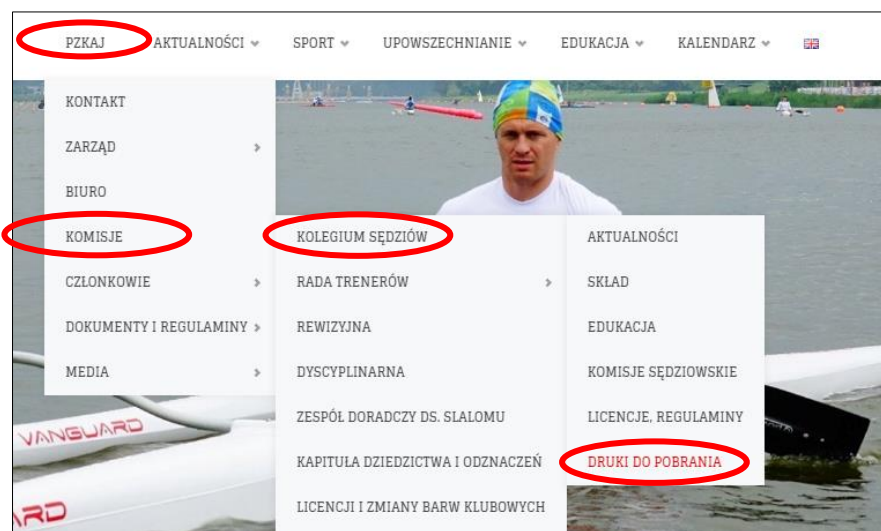 PZKAJ AKTUALNOŚCI SPORT UPOWSZECHNIANIE EDUKACJA KALENDARZ
KONTAKT
ZARZĄD
BIURO
KOMISJE
CZŁONKOWIE
DOKUMENTY I REGULAMINY
MEDIA
KOLEGIUM SĘDZIÓW
RADA TRENERÓW
REWIZYJNA
DYSCYPLINARNA
ZESPÓŁ DORADCZY DS. SLALOMU
KAPITUŁA DZIEDZICTWA I ODZNACZEŃ
LICENCJI I ZMIANY BARW KLUBOWYCH
AKTUALNOŚCI
SKŁAD
EDUKACJA
KOMISJE SĘDZIOWSKIE
LICENCJE, REGULAMINY
DRUKI DO POBRANIA
VANGUARD
ARD